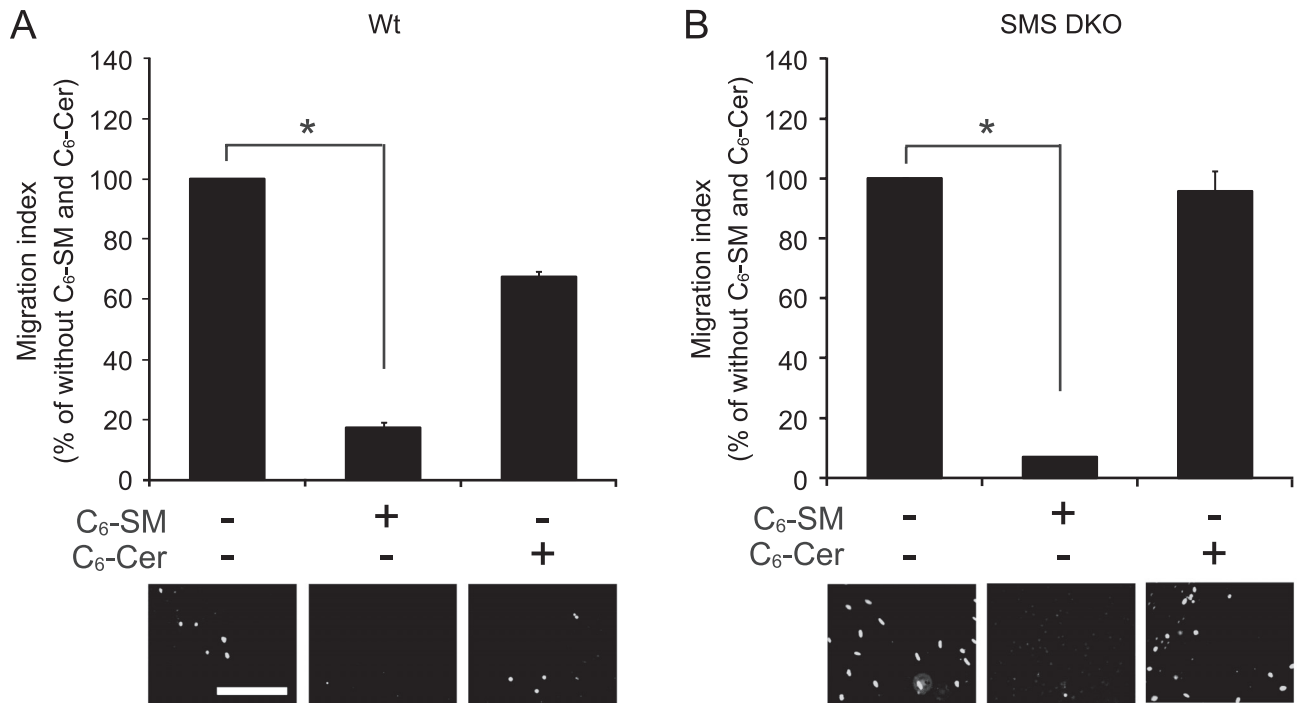 A
Wt
Migration index
(% of without C₆-SM and C₆-Cer)
140
120
100
80
60
40
20
0
*
C₆-SM - + -
C₆-Cer - - +
B
SMS DKO
Migration index
(% of without C₆-SM and C₆-Cer)
140
120
100
80
60
40
20
0
*
C₆-SM - + -
C₆-Cer - - +